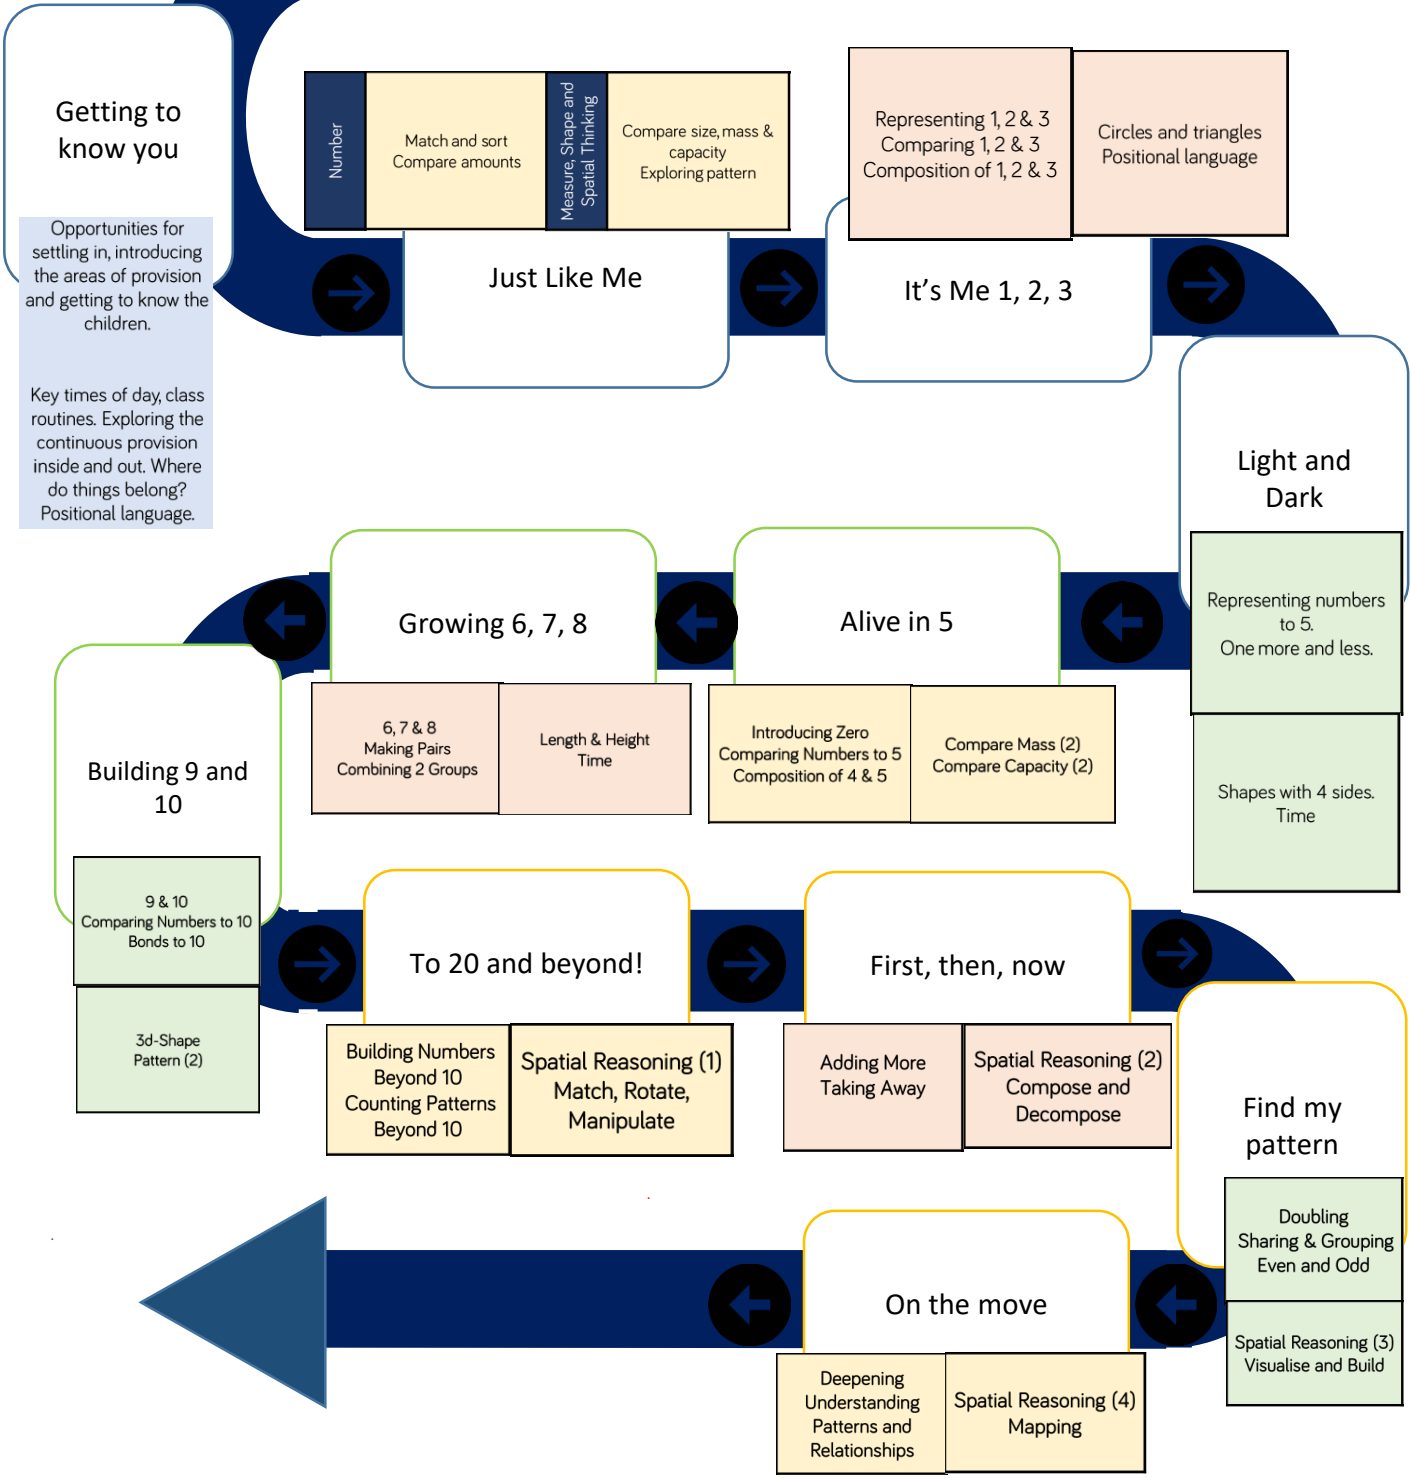 Getting to
know you
Opportunities for
settling in, introducing
the areas of provision
and getting to know the
children.
Key times of day, class
routines. Exploring the
continuous provision
inside and out. Where
do things belong?
Positional language.
Number
Match and sort
Compare amounts
Measure, Shape and
Spatial Thinking
Compare size, mass &
capacity
Exploring pattern
Just Like Me
Representing 1, 2 & 3
Comparing 1, 2 & 3
Composition of 1, 2 & 3
Circles and triangles
Positional language
It's Me 1, 2, 3
Light and
Dark
Representing numbers
to 5.
One more and less.
Shapes with 4 sides.
Time
Alive in 5
Introducing Zero
Comparing Numbers to 5
Composition of 4 & 5
Compare Mass (2)
Compare Capacity (2)
Growing 6, 7, 8
6, 7 & 8
Making Pairs
Combining 2 Groups
Length & Height
Time
Building 9 and
10
9 & 10
Comparing Numbers to 10
Bonds to 10
3d-Shape
Pattern (2)
To 20 and beyond!
Building Numbers
Beyond 10
Counting Patterns
Beyond 10
Spatial Reasoning (1)
Match, Rotate,
Manipulate
First, then, now
Adding More
Taking Away
Spatial Reasoning (2)
Compose and
Decompose
Find my
pattern
Doubling
Sharing & Grouping
Even and Odd
Spatial Reasoning (3)
Visualise and Build
On the move
Deepening
Understanding
Patterns and
Relationships
Spatial Reasoning (4)
Mapping